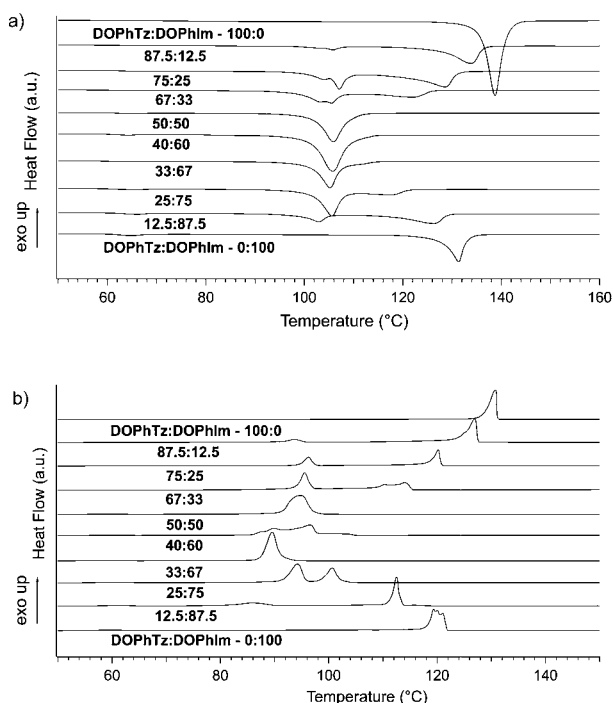 a)
DOPhTz:DOPhIm - 100:0
87.5:12.5
75:25
67:33
50:50
40:60
33:67
25:75
12.5:87.5
DOPhTz:DOPhIm - 0:100
Heat Flow (a.u.)
exo up
60 80 100 120 140 160
Temperature (°C)
b)
DOPhTz:DOPhIm - 100:0
87.5:12.5
75:25
67:33
50:50
40:60
33:67
25:75
12.5:87.5
DOPhTz:DOPhIm - 0:100
Heat Flow (a.u.)
exo up
60 80 100 120 140
Temperature (°C)